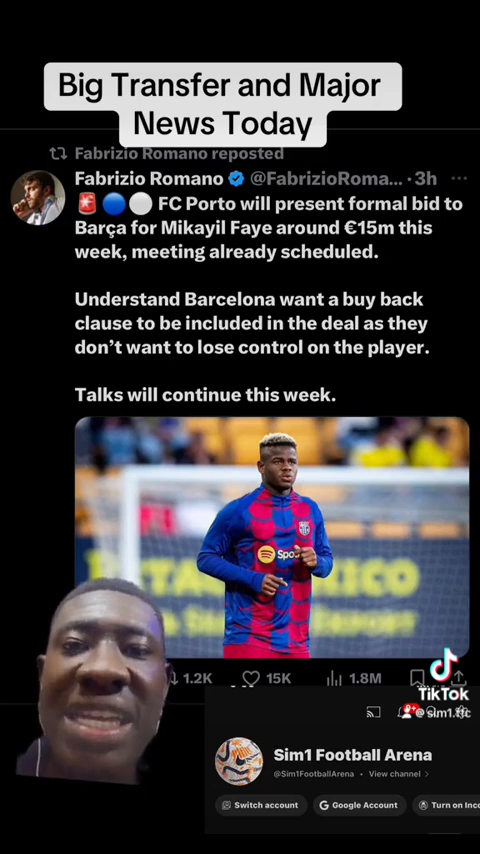 Big Transfer and Major
News Today
Fabrizio Romano reposted
Fabrizio Romano @FabrizioRoma... · 3h
🚨 🔵⚪ FC Porto will present formal bid to
Barça for Mikayil Faye around €15m this
week, meeting already scheduled.
Understand Barcelona want a buy back
clause to be included in the deal as they
don't want to lose control on the player.
Talks will continue this week.
1.2K 15K 1.8M
TikTok
Sim1 Football Arena
@Sim1FootballArena • View channel
Switch account
Google Account